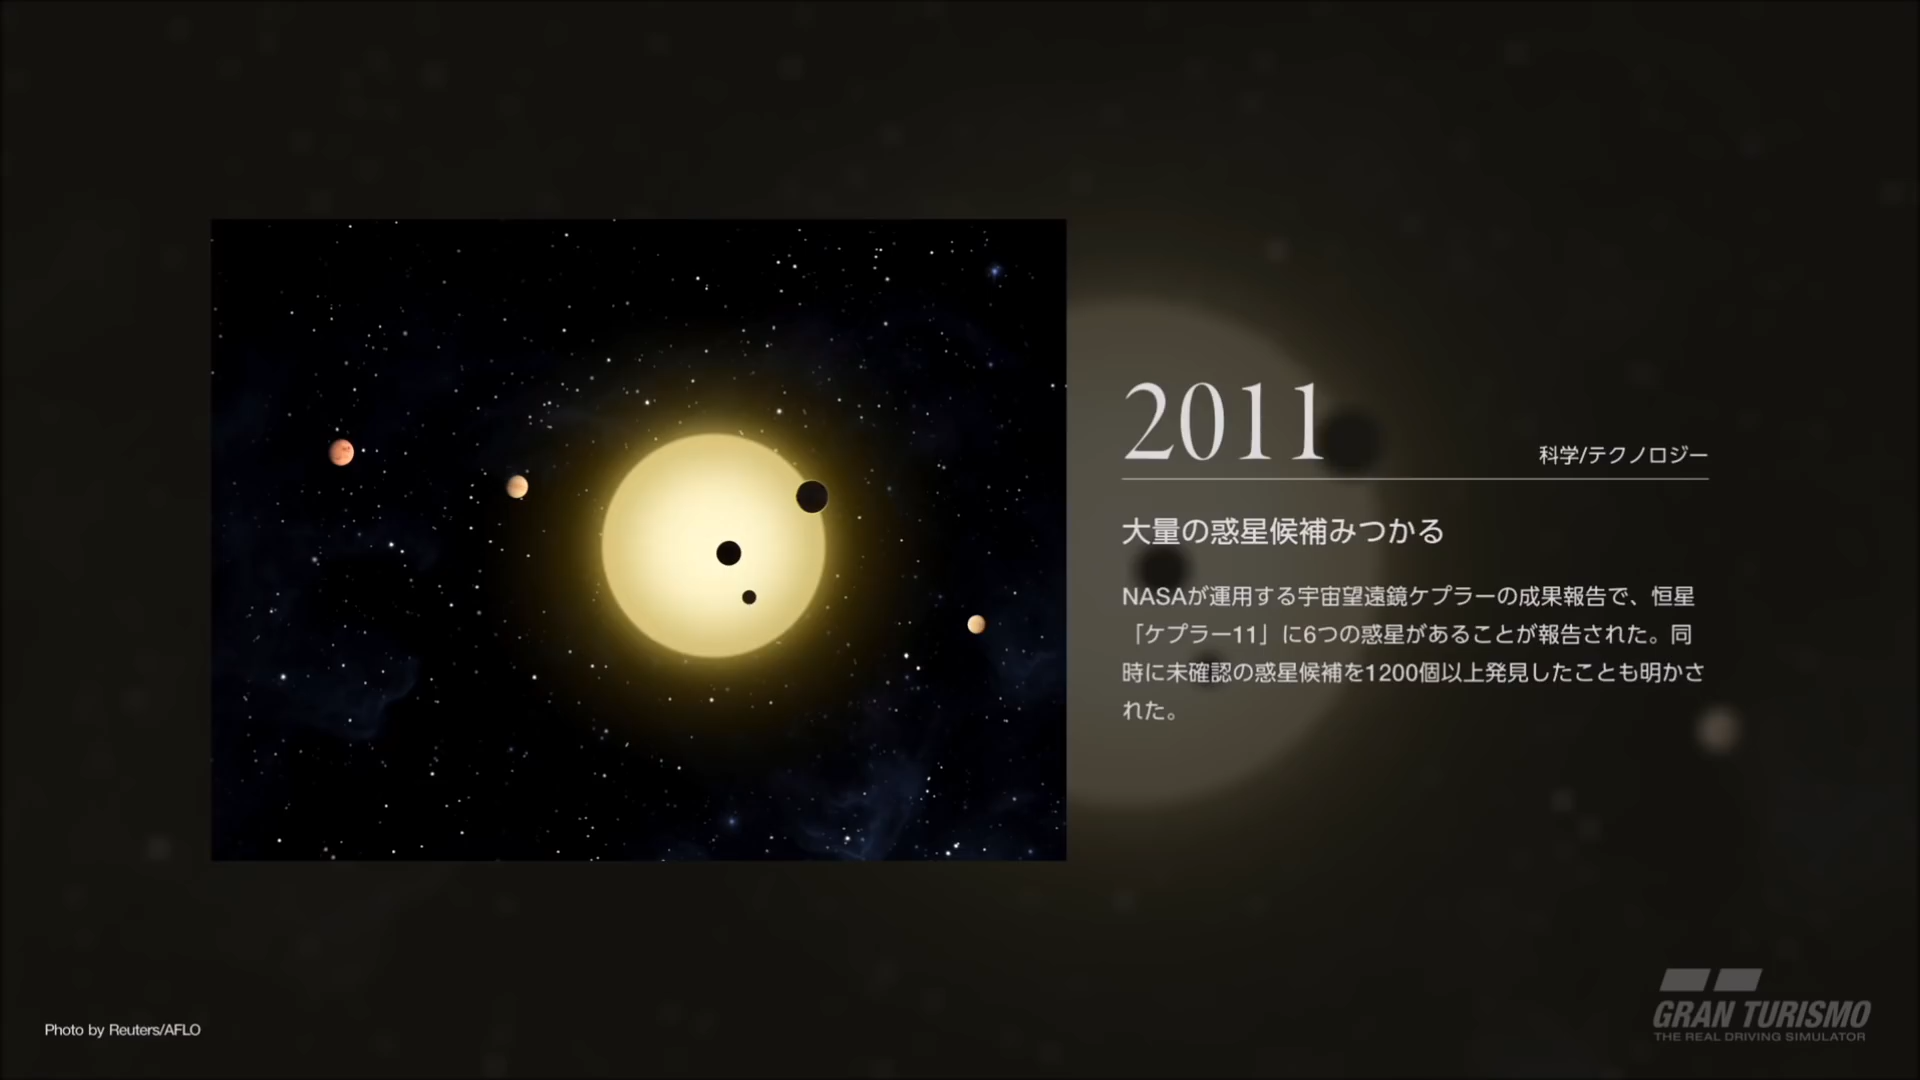 2011
科学/テクノロジー
大量の惑星候補みつかる
NASAが運用する宇宙望遠鏡ケプラーの成果報告で、恒星
「ケプラー11」に6つの惑星があることが報告された。同
時に未確認の惑星候補を1200個以上発見したことも明かさ
れた。
Photo by Reuters/AFLO
GRAN TURISMO
THE REAL DRIVING SIMULATOR